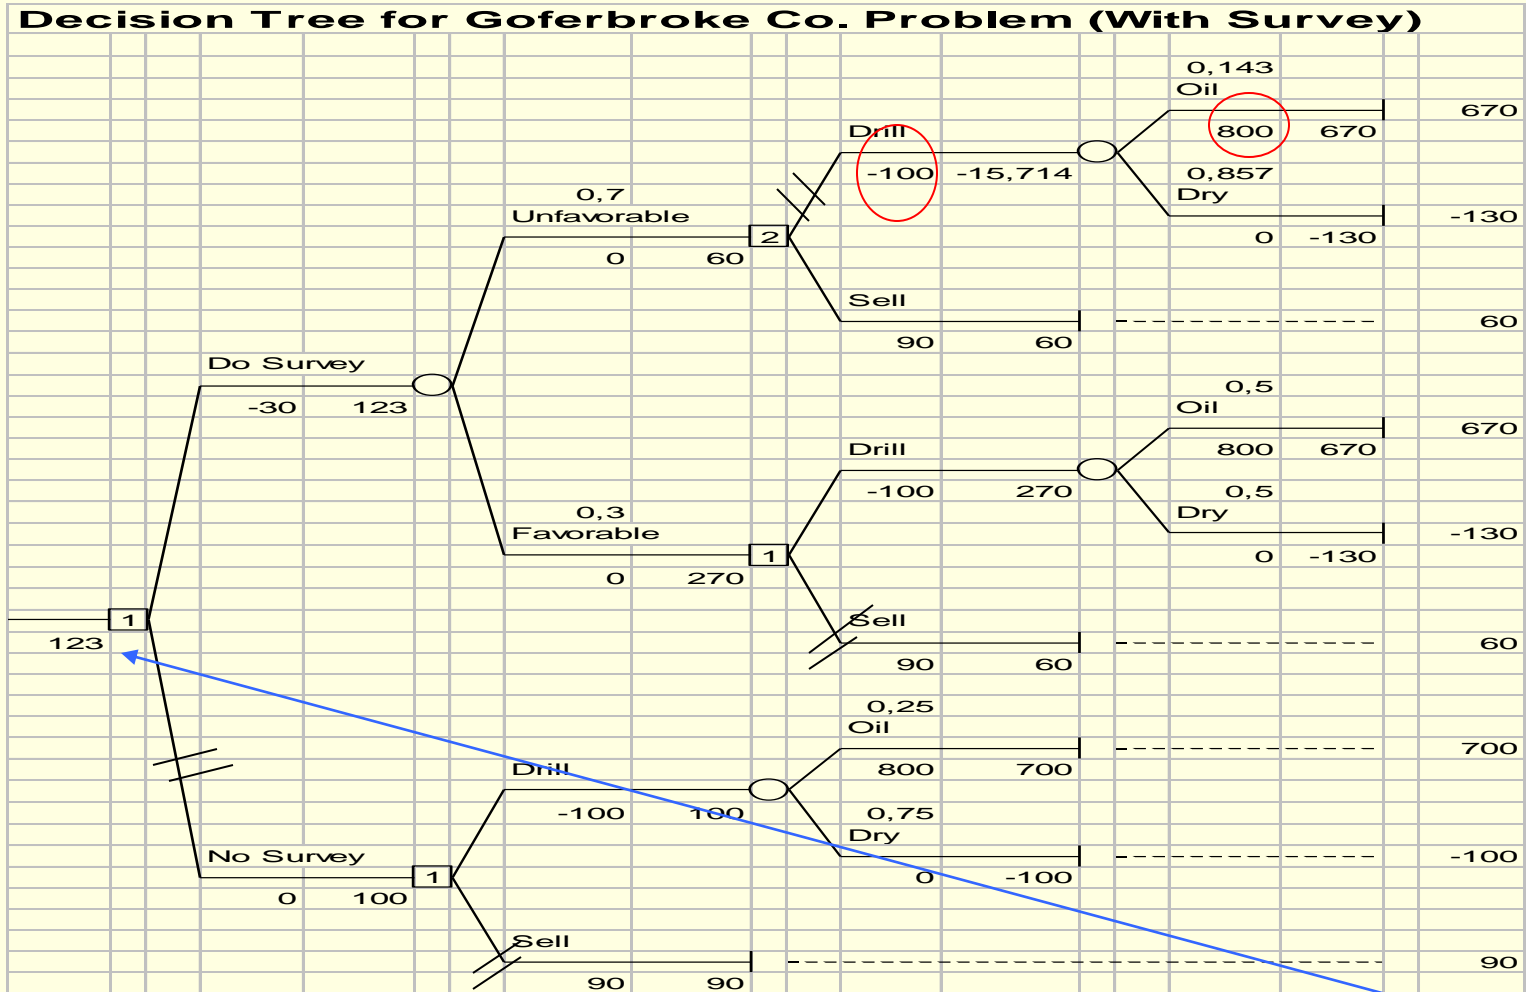 Decision Tree for Goferbroke Co. Problem (With Survey)
0,143
Oil
670
Drill
800 670
-100 -15,714
0,857
0,7
Dry
Unfavorable
-130
2
0 60
0 -130
Sell
60
90 60
Do Survey
0,5
-30 123
Oil
670
Drill
800 670
-100 270
0,5
0,3
Dry
Favorable
-130
1
0 270
0 -130
1
Sell
123
60
90 60
0,25
Oil
700
Drill
800 700
-100 100
0,75
Dry
No Survey
-100
1
0 -100
0 100
Sell
90
90 90